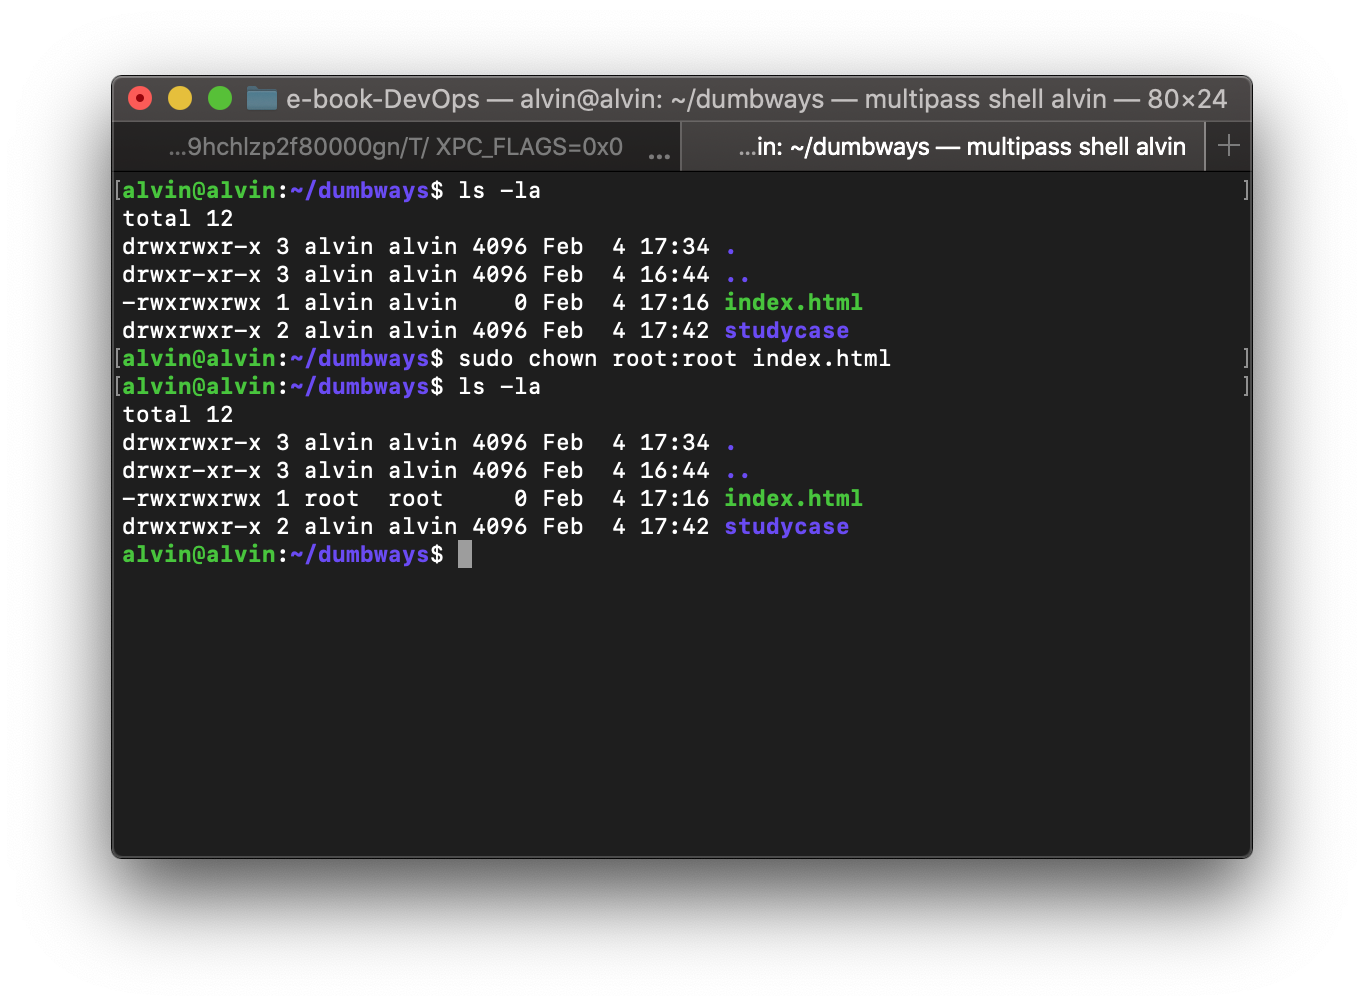 e-book-DevOps — alvin@alvin: ~/dumbways — multipass shell alvin — 80×24
...9hchlzp2f80000gn/T/ XPC_FLAGS=0x0 ...
...in: ~/dumbways — multipass shell alvin +
[alvin@alvin:~/dumbways$ ls -la ]
total 12
drwxrwxr-x 3 alvin alvin 4096 Feb  4 17:34 .
drwxr-xr-x 3 alvin alvin 4096 Feb  4 16:44 ..
-rwxrwxrwx 1 alvin alvin    0 Feb  4 17:16 index.html
drwxrwxr-x 2 alvin alvin 4096 Feb  4 17:42 studycase
[alvin@alvin:~/dumbways$ sudo chown root:root index.html ]
[alvin@alvin:~/dumbways$ ls -la ]
total 12
drwxrwxr-x 3 alvin alvin 4096 Feb  4 17:34 .
drwxr-xr-x 3 alvin alvin 4096 Feb  4 16:44 ..
-rwxrwxrwx 1 root  root     0 Feb  4 17:16 index.html
drwxrwxr-x 2 alvin alvin 4096 Feb  4 17:42 studycase
alvin@alvin:~/dumbways$